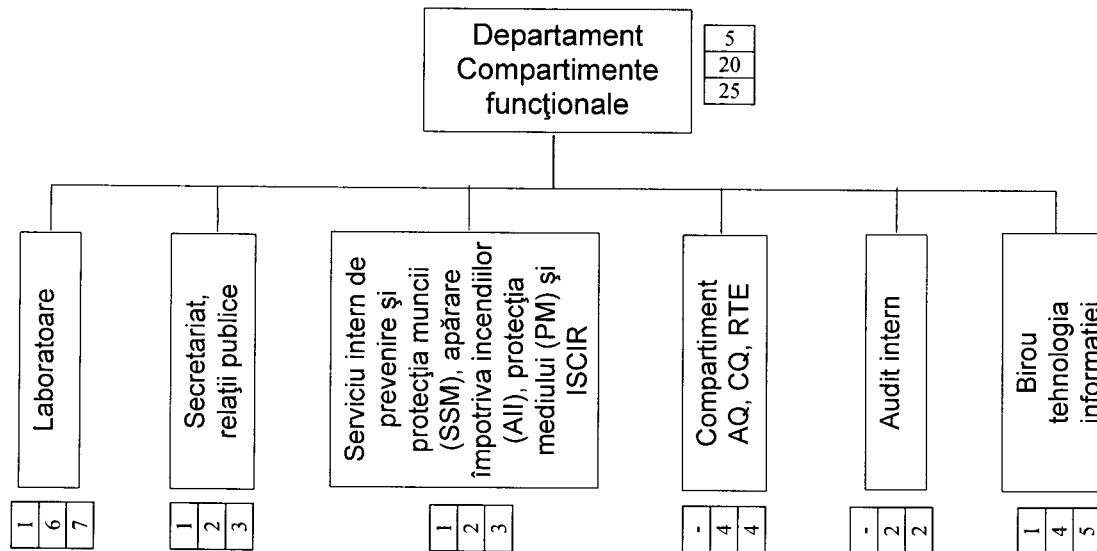 Departament
Compartimente
funcţionale
5
20
25
Laboratoare
1
6
7
Secretariat,
relaţii publice
1
2
3
Serviciu intern de
prevenire şi
protecţia muncii
(SSM), apărare
împotriva incendiilor
(AII), protecţia
mediului (PM) şi
ISCIR
1
2
3
Compartiment
AQ, CQ, RTE
-
4
4
Audit intern
-
2
2
Birou
tehnologia
informaţiei
1
4
5